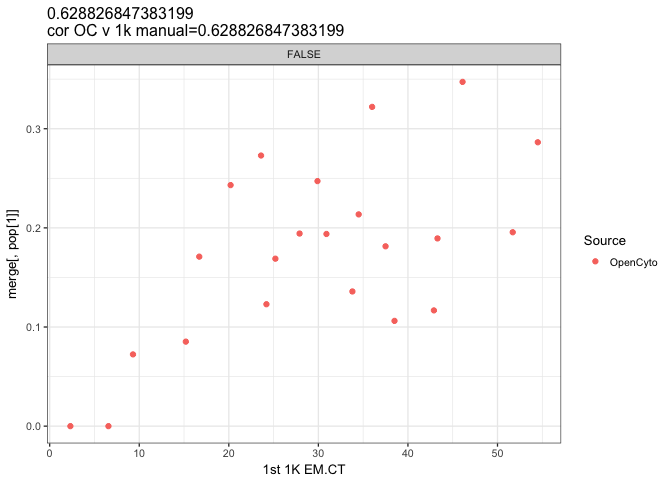 0.628826847383199
cor OC v 1k manual=0.628826847383199
FALSE
0.3
0.2
0.1
0.0
merge[, pop[1]]
0
10
20
30
40
50
1st 1K EM.CT
Source
OpenCyto